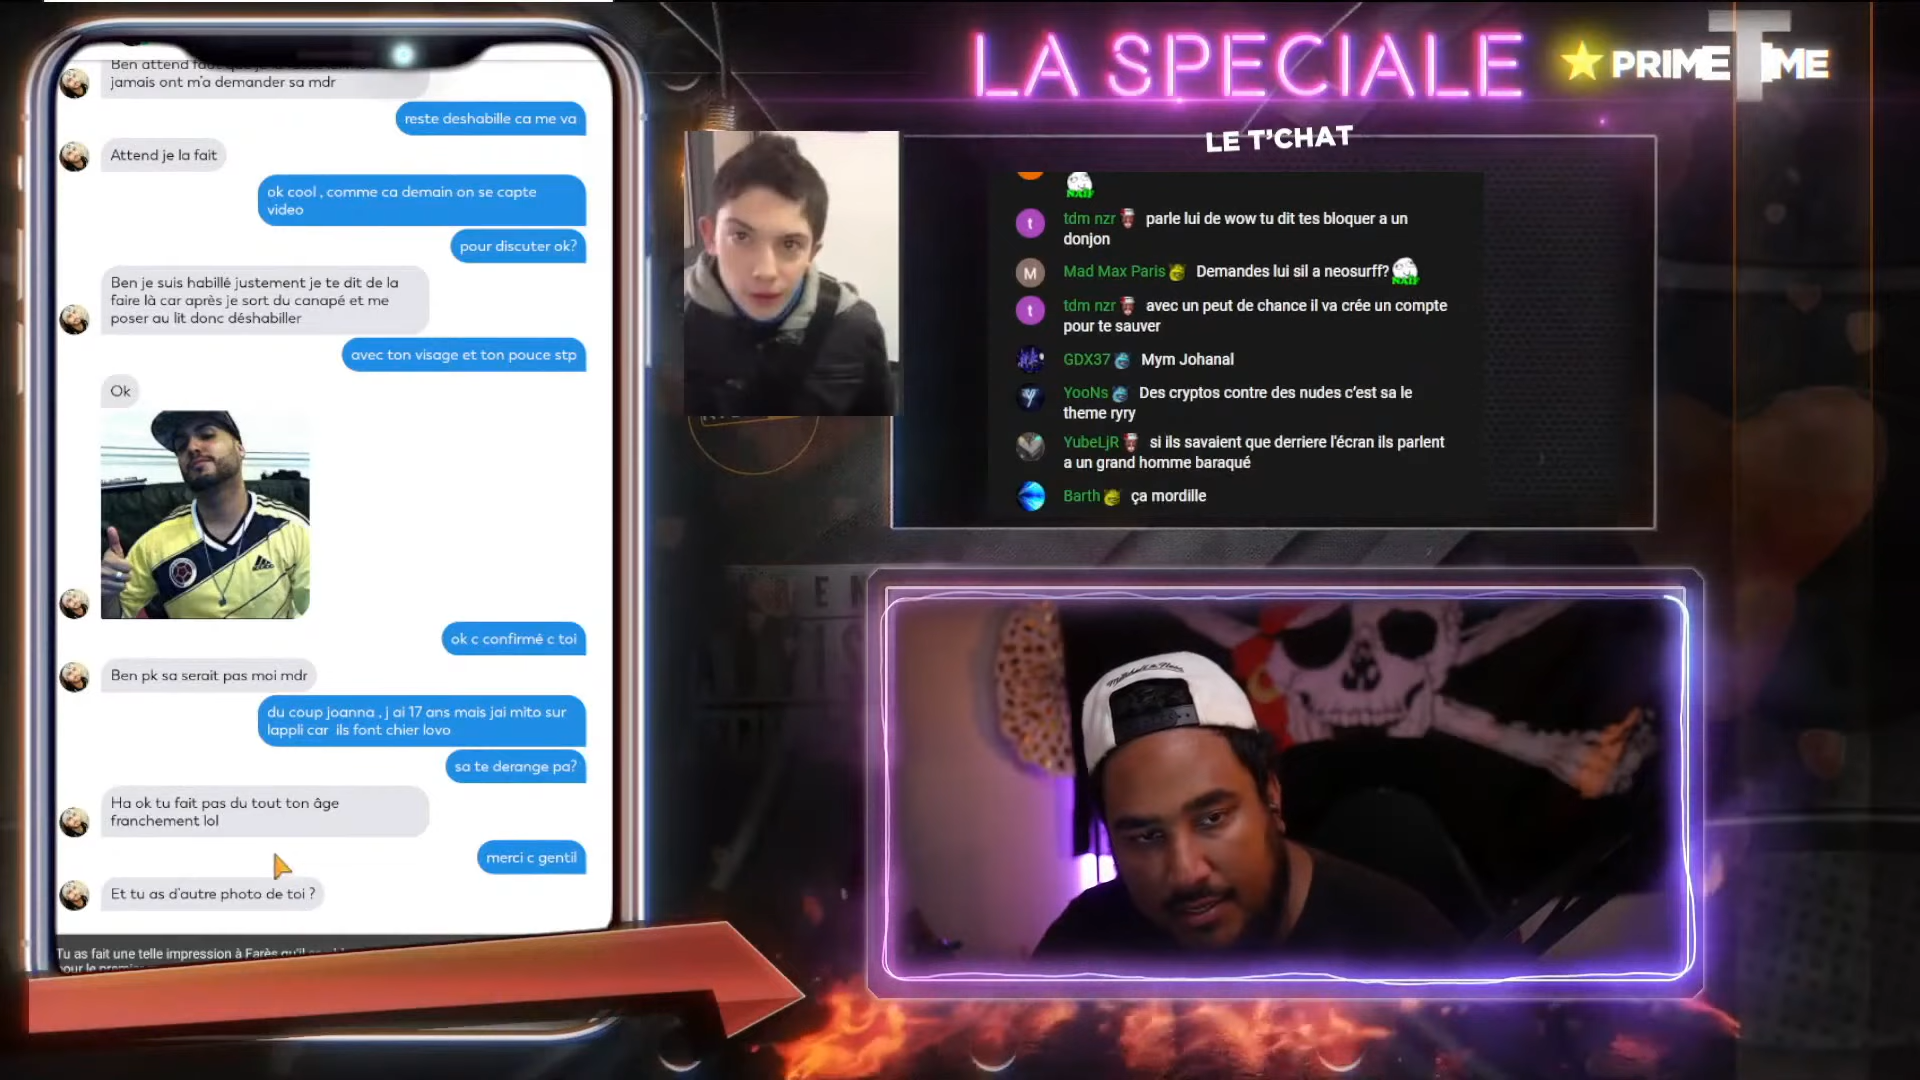 jamais ont m'a demander sa mdr
reste deshabille ca me va
Attend je la fait
ok cool , comme ca demain on se capte
video
pour discuter ok?
Ben je suis habillé justement je te dit de la
faire là car après je sort du canapé et me
poser au lit donc déshabiller
avec ton visage et ton pouce stp
Ok
ok c confirmé c toi
Ben pk sa serait pas moi mdr
du coup joanna , j ai 17 ans mais jai mito sur
lappli car ils font chier lovo
sa te derange pa?
Ha ok tu fait pas du tout ton âge
franchement lol
merci c gentil
Et tu as d'autre photo de toi ?
Tu as fait une telle impression à Farès
LA SPECIALE
PRIME TIME
LE T'CHAT
NAIF
tdm nzr parle lui de wow tu dit tes bloquer a un
donjon
Mad Max Paris Demandes lui sil a neosurff? NAIF
tdm nzr avec un peut de chance il va crée un compte
pour te sauver
GDX37 Mym Johanal
YooNs Des cryptos contre des nudes c'est sa le
theme ryry
YubeLjR si ils savaient que derriere l'écran ils parlent
a un grand homme baraqué
Barth ça mordille